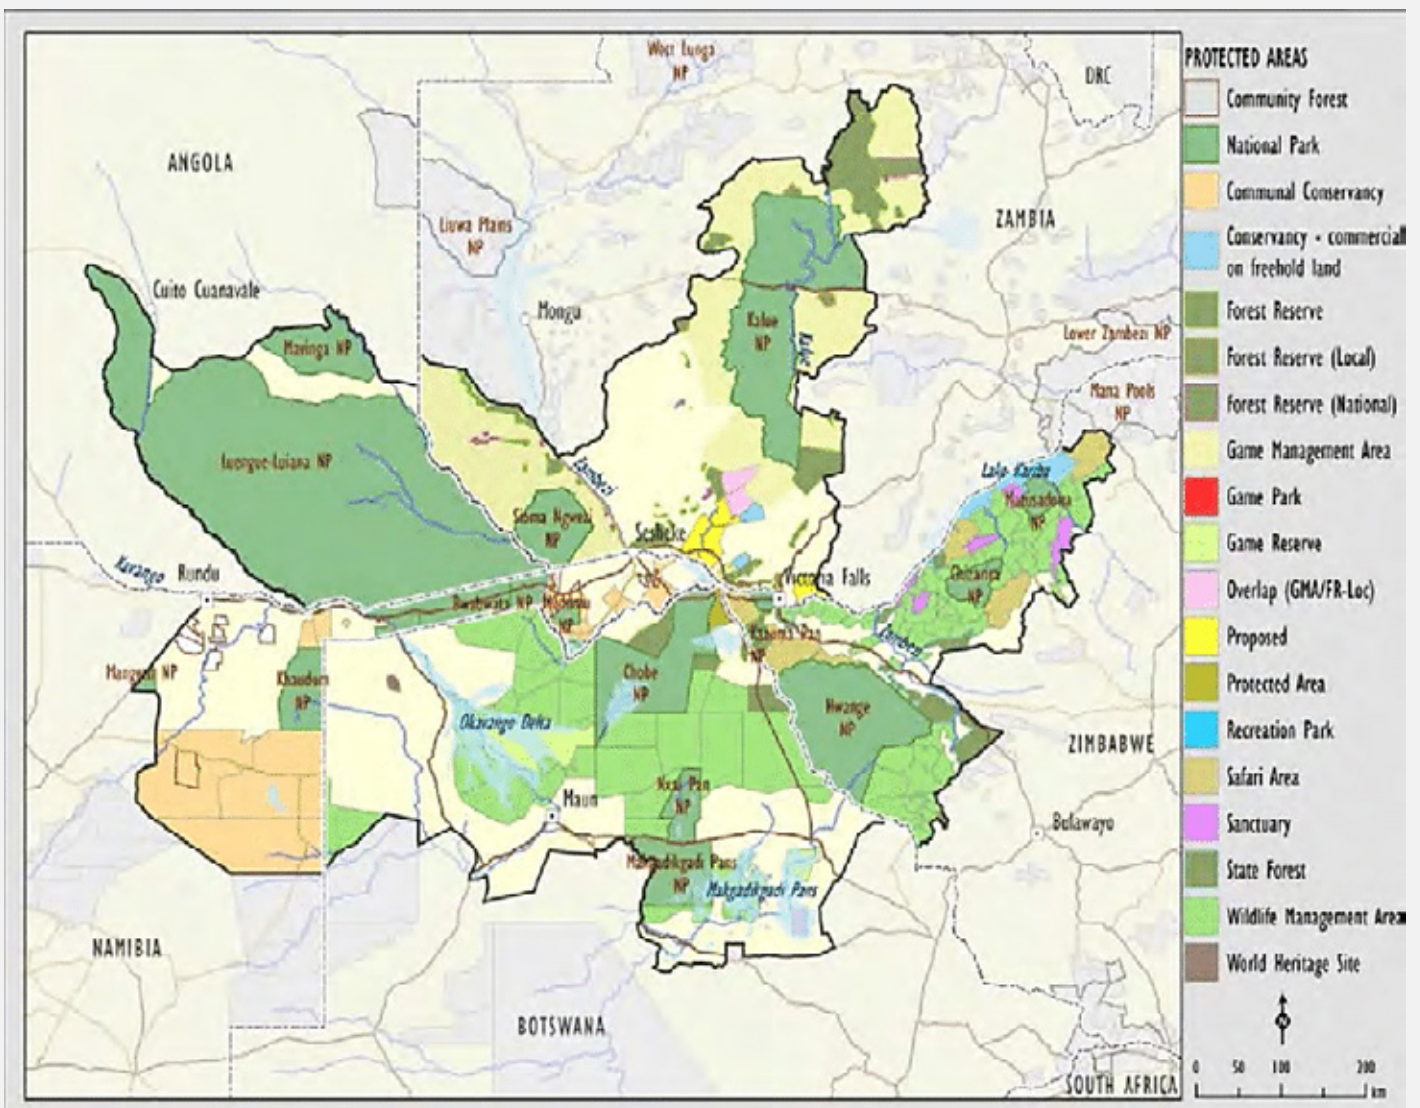 West Lunga
NP
DRC
ANGOLA
ZAMBIA
Liuwa Plains
NP
Cuito Cuanavale
Mongu
Mavinga NP
Kafue
NP
Kafue
Lower Zambezi NP
Mana Pools
NP
Luengue-Luiana NP
Zambezi
Lake Kariba
Matusadona
NP
Sioma Ngwezi
NP
Sesheke
Kavango
Rundu
Victoria Falls
Chizarira
NP
Bwabwata NP
NP
Kazuma Pan
NP
Zambezi
Mangetti NP
Khaudum
NP
Chobe
NP
Okavango Delta
Hwange
NP
ZIMBABWE
Nxai Pan
NP
Maun
Bulawayo
Makgadikgadi Pans
NP
Makgadikgadi Pans
NAMIBIA
BOTSWANA
SOUTH AFRICA
PROTECTED AREAS
Community Forest
National Park
Communal Conservancy
Conservancy - commercial
on freehold land
Forest Reserve
Forest Reserve (Local)
Forest Reserve (National)
Game Management Area
Game Park
Game Reserve
Overlap (GMA/FR-Loc)
Proposed
Protected Area
Recreation Park
Safari Area
Sanctuary
State Forest
Wildlife Management Area
World Heritage Site
N
0 50 100 200
km